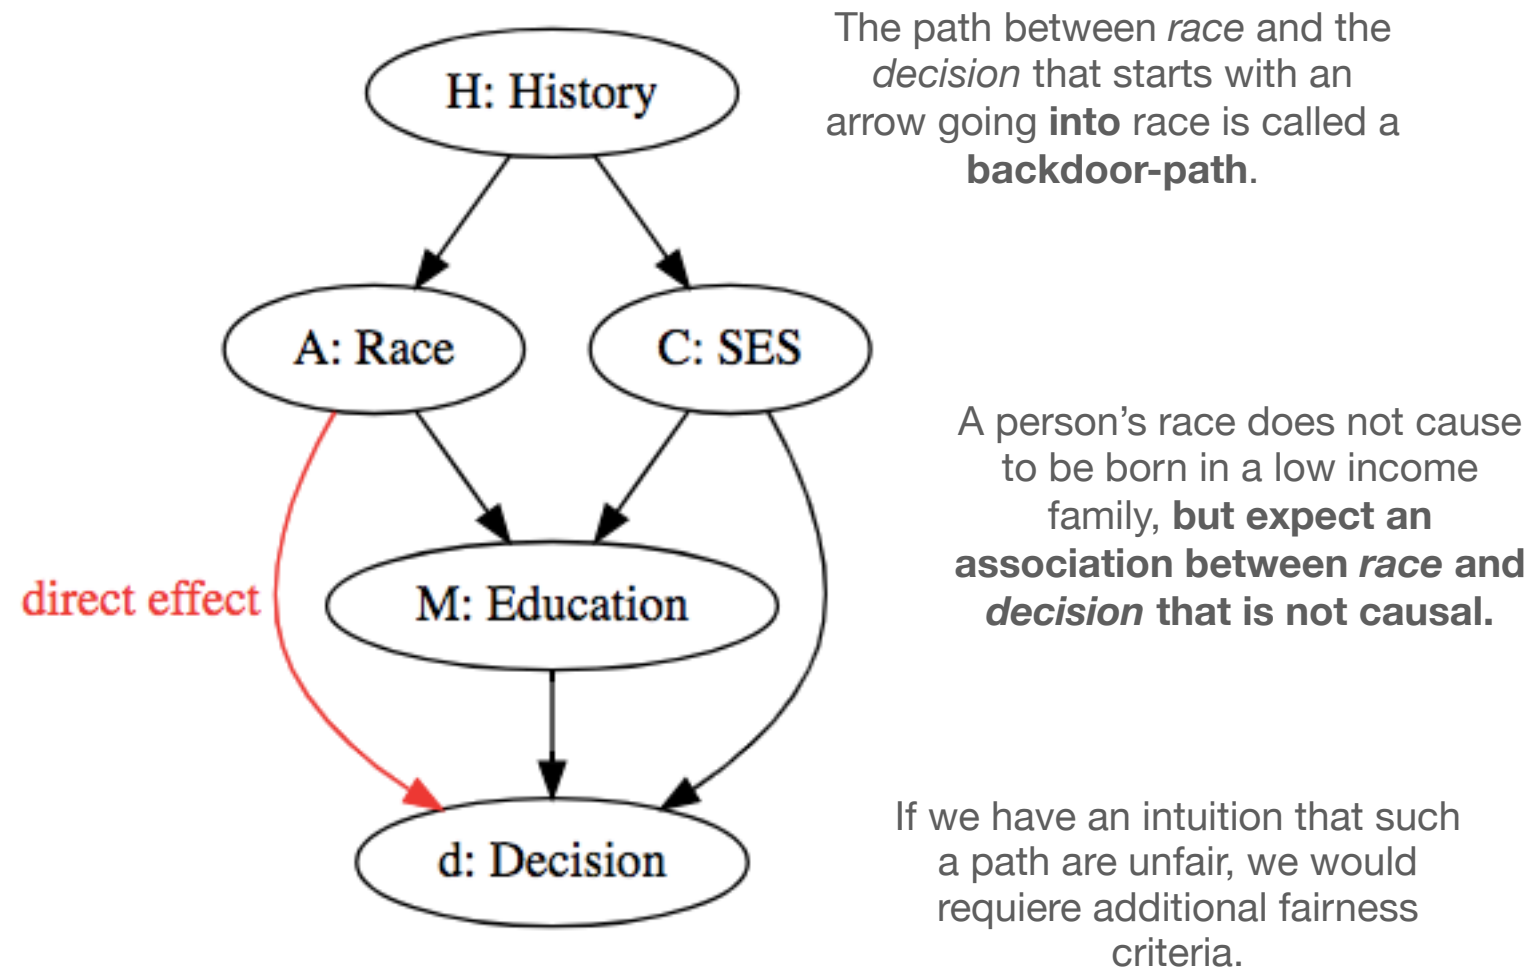 H: History
The path between race and the
decision that starts with an
arrow going into race is called a
backdoor-path.
A: Race
C: SES
A person’s race does not cause
to be born in a low income
family, but expect an
association between race and
decision that is not causal.
direct effect
M: Education
If we have an intuition that such
a path are unfair, we would
requiere additional fairness
criteria.
d: Decision